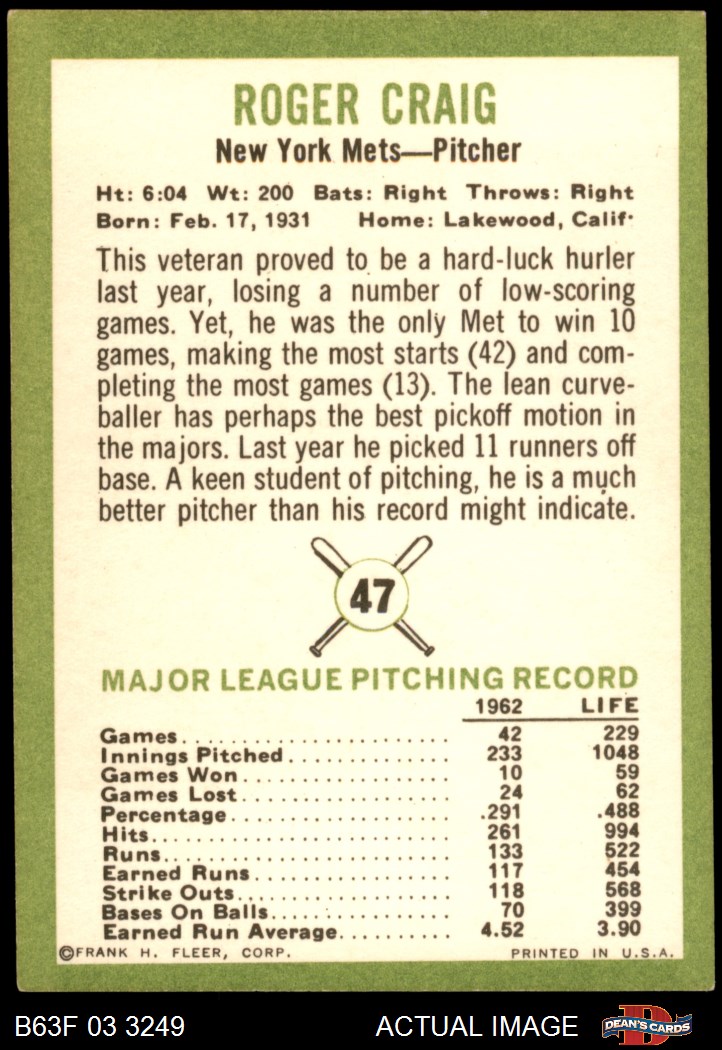 ROGER CRAIG
New York Mets—Pitcher
Ht: 6:04 Wt: 200 Bats: Right Throws: Right
Born: Feb. 17, 1931 Home: Lakewood, Calif.
This veteran proved to be a hard-luck hurler
last year, losing a number of low-scoring
games. Yet, he was the only Met to win 10
games, making the most starts (42) and com-
pleting the most games (13). The lean curve-
baller has perhaps the best pickoff motion in
the majors. Last year he picked 11 runners off
base. A keen student of pitching, he is a much
better pitcher than his record might indicate.
47
MAJOR LEAGUE PITCHING RECORD
1962 LIFE
Games 42 229
Innings Pitched 233 1048
Games Won 10 59
Games Lost 24 62
Percentage .291 .488
Hits 261 994
Runs 133 522
Earned Runs 117 454
Strike Outs 118 568
Bases On Balls 70 399
Earned Run Average 4.52 3.90
©FRANK H. FLEER, CORP. PRINTED IN U.S.A.
B63F 03 3249 ACTUAL IMAGE D DEAN'S CARDS